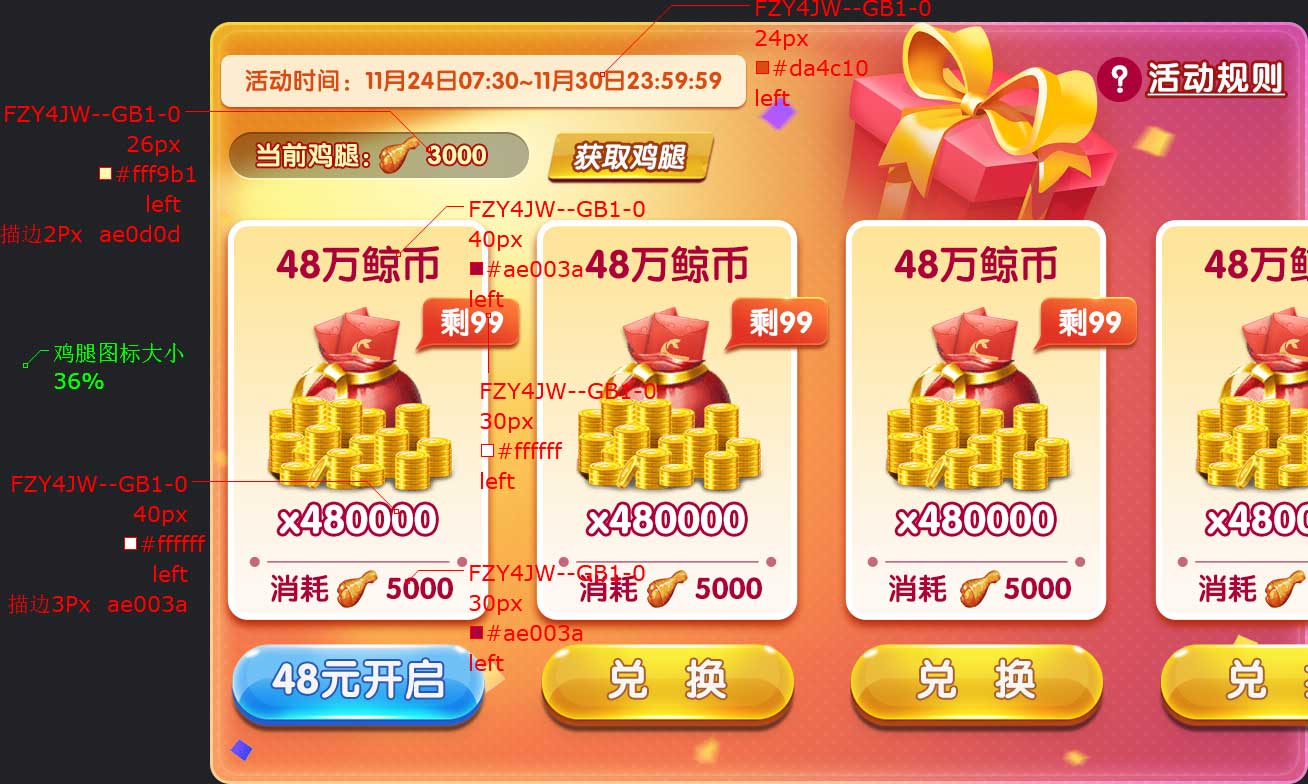 FZY4JW--GB1-0
24px
#da4c10
left
活动时间：11月24日07:30~11月30日23:59:59
? 活动规则
FZY4JW--GB1-0
26px
#fff9b1
left
描边2Px ae0d0d
当前鸡腿: 3000
获取鸡腿
FZY4JW--GB1-0
40px
#ae003a
left
48万鲸币
48万鲸币
48万鲸币
48万
剩99
剩99
剩99
鸡腿图标大小
36%
FZY4JW--GB1-0
30px
#ffffff
left
FZY4JW--GB1-0
40px
#ffffff
left
描边3Px ae003a
x480000
x480000
x480000
x480
FZY4JW--GB1-0
30px
#ae003a
left
消耗 5000
消耗 5000
消耗 5000
消耗
48元开启
兑 换
兑 换
兑